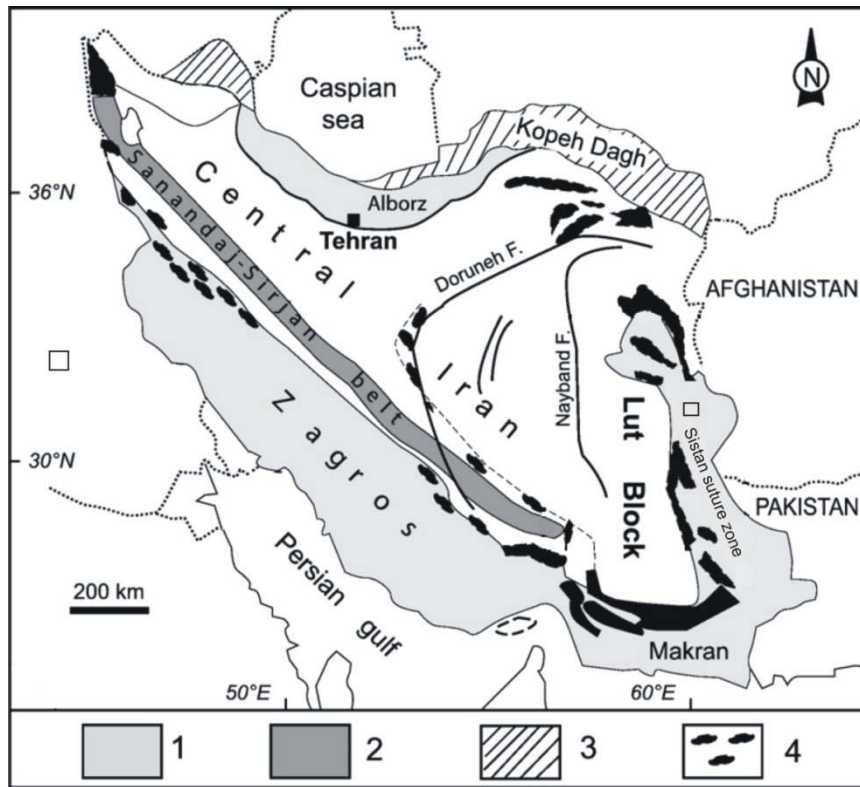 N
Caspian
sea
Kopeh Dagh
36°N
Alborz
Tehran
Central
Iran
Sanandaj-Sirjan
belt
Doruneh F.
AFGHANISTAN
Nayband F.
Lut
Block
Sistan suture zone
Zagros
30°N
PAKISTAN
200 km
Persian
gulf
Makran
50°E
60°E
1
2
3
4